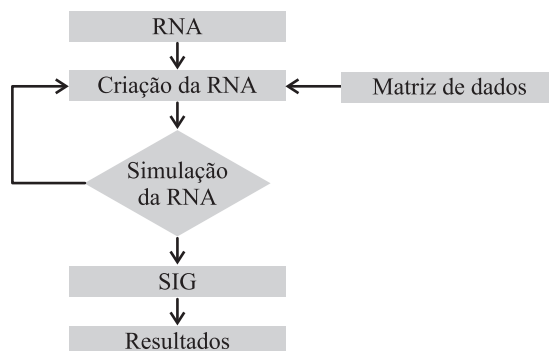 RNA
Criação da RNA
Matriz de dados
Simulação
da RNA
SIG
Resultados